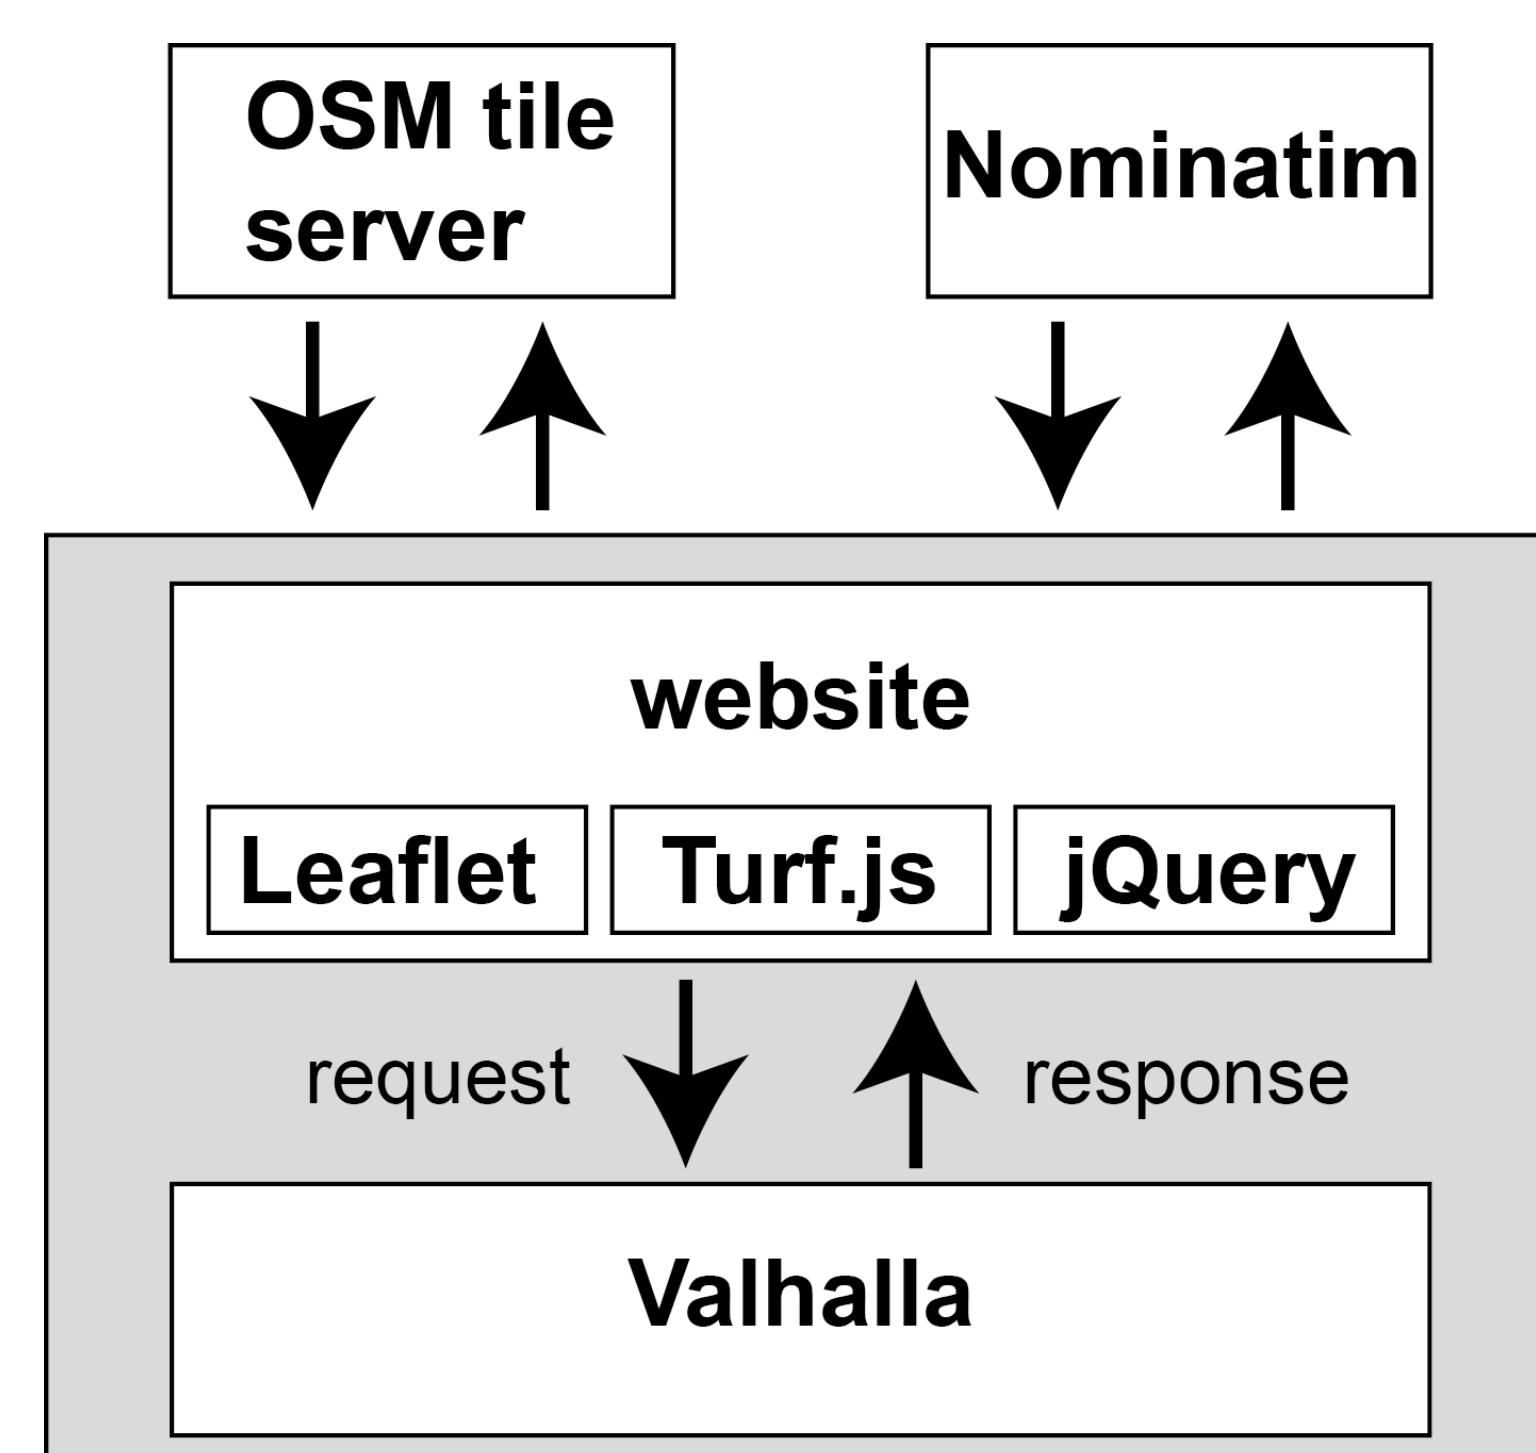 OSM tile
server
Nominatim
website
Leaflet
Turf.js
jQuery
request
response
Valhalla